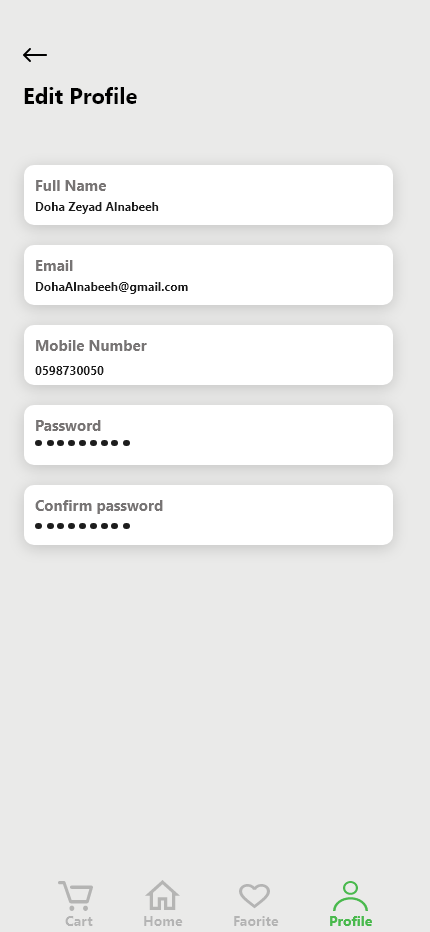 Edit Profile
Full Name
Doha Zeyad Alnabeeh
Email
DohaAlnabeeh@gmail.com
Mobile Number
0598730050
Password
Confirm password
Cart
Home
Faorite
Profile